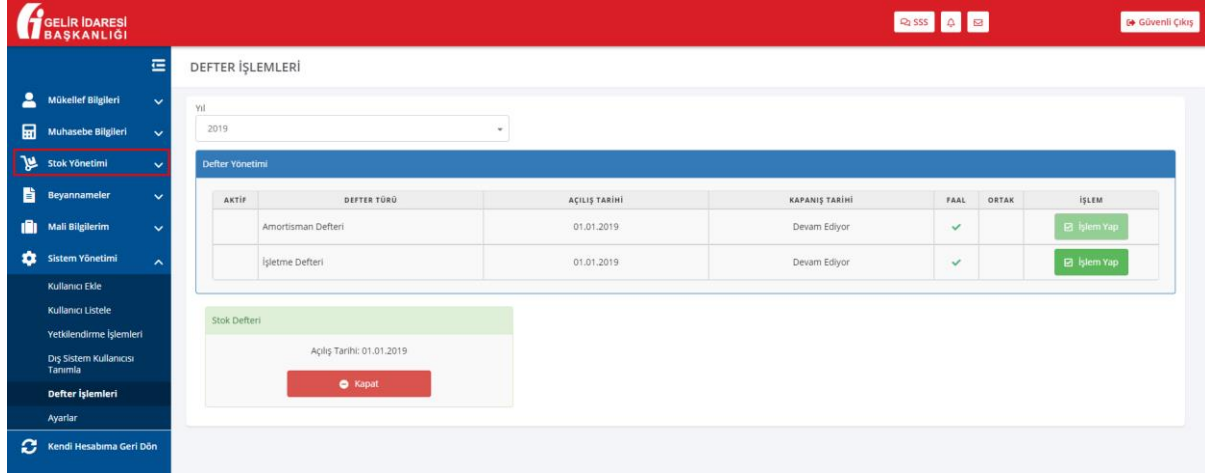 GELİR İDARESİ
BAŞKANLIĞI
SSS
Güvenli Çıkış
DEFTER İŞLEMLERİ
Mükellef Bilgileri
Muhasebe Bilgileri
Stok Yönetimi
Beyannameler
Mali Bilgilerim
Sistem Yönetimi
Kullanıcı Ekle
Kullanıcı Listele
Yetkilendirme İşlemleri
Dış Sistem Kullanıcısı
Tanımla
Defter İşlemleri
Ayarlar
Kendi Hesabıma Geri Dön
Yıl
2019
Defter Yönetimi
AKTİF DEFTER TÜRÜ AÇILIŞ TARİHİ KAPANIŞ TARİHİ FAAL ORTAK İŞLEM
Amortisman Defteri 01.01.2019 Devam Ediyor İşlem Yap
İşletme Defteri 01.01.2019 Devam Ediyor İşlem Yap
Stok Defteri
Açılış Tarihi: 01.01.2019
Kapat